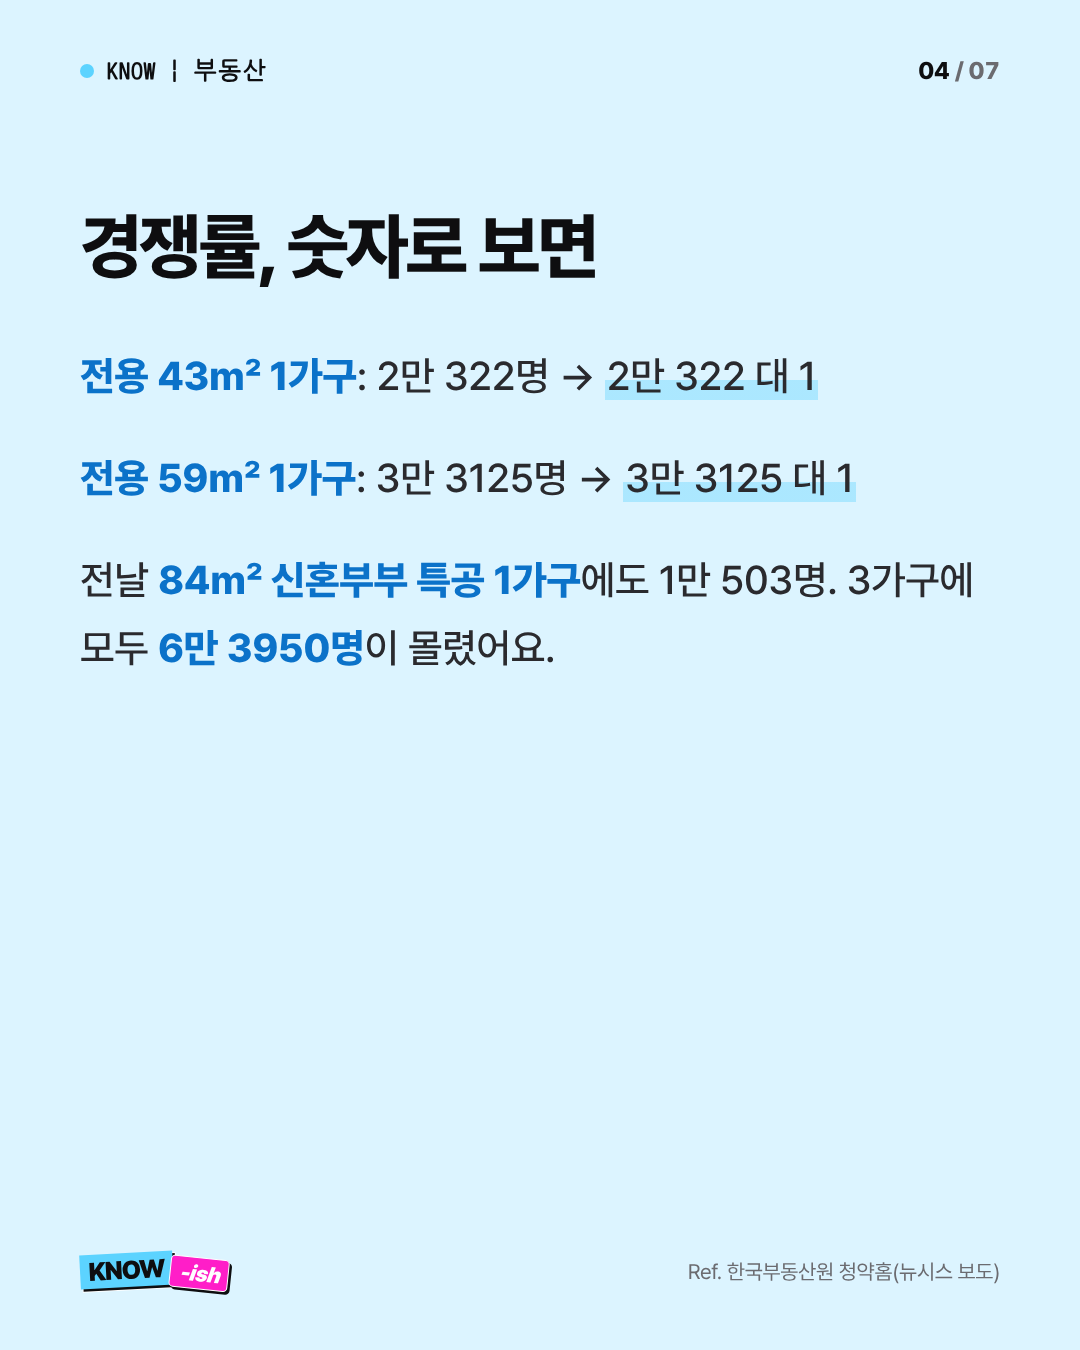 KNOW | 부동산
04 / 07
경쟁률, 숫자로 보면
전용 43m² 1가구: 2만 322명 → 2만 322 대 1
전용 59m² 1가구: 3만 3125명 → 3만 3125 대 1
전날 84m² 신혼부부 특공 1가구에도 1만 503명. 3가구에
모두 6만 3950명이 몰렸어요.
KNOW -ish
Ref. 한국부동산원 청약홈(뉴시스 보도)